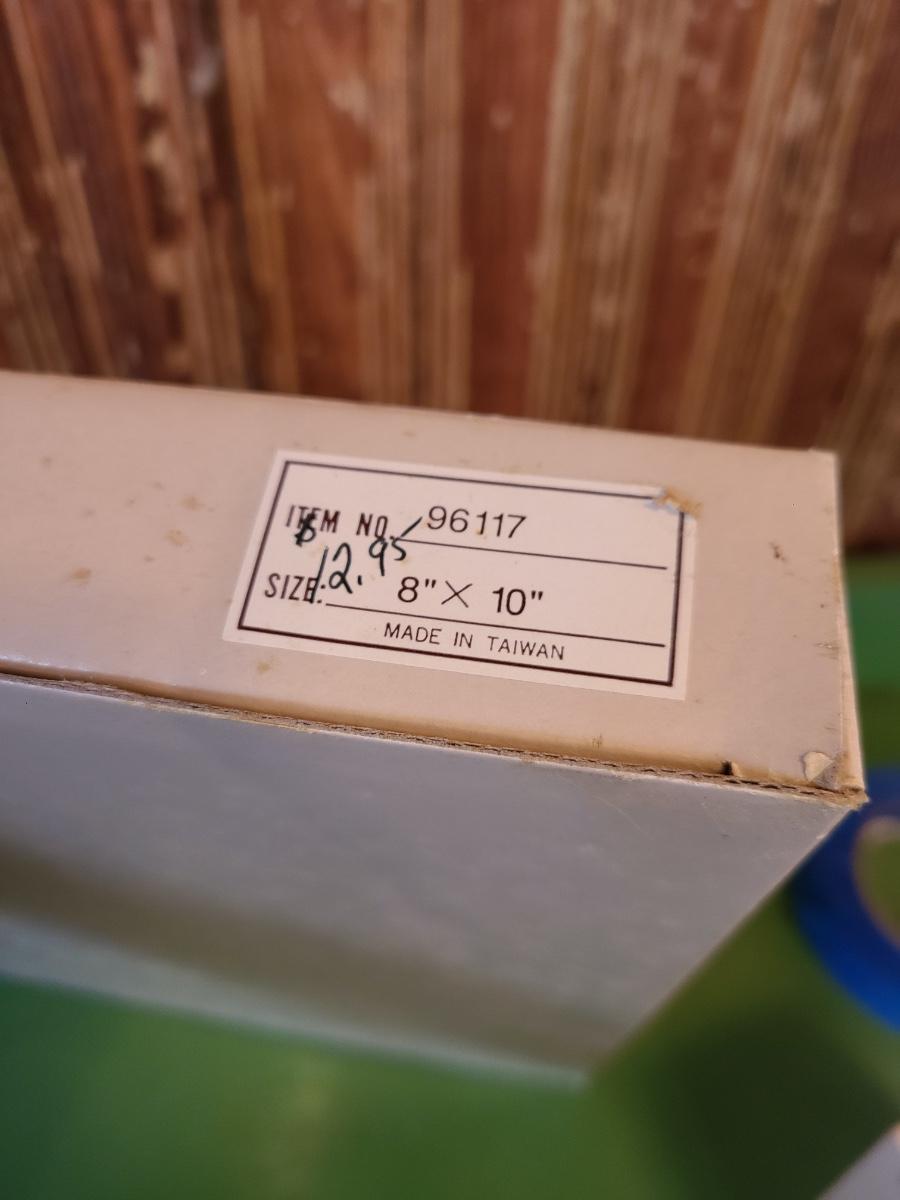 ITEM NO. 96117
$12.95
SIZE: 8" X 10"
MADE IN TAIWAN